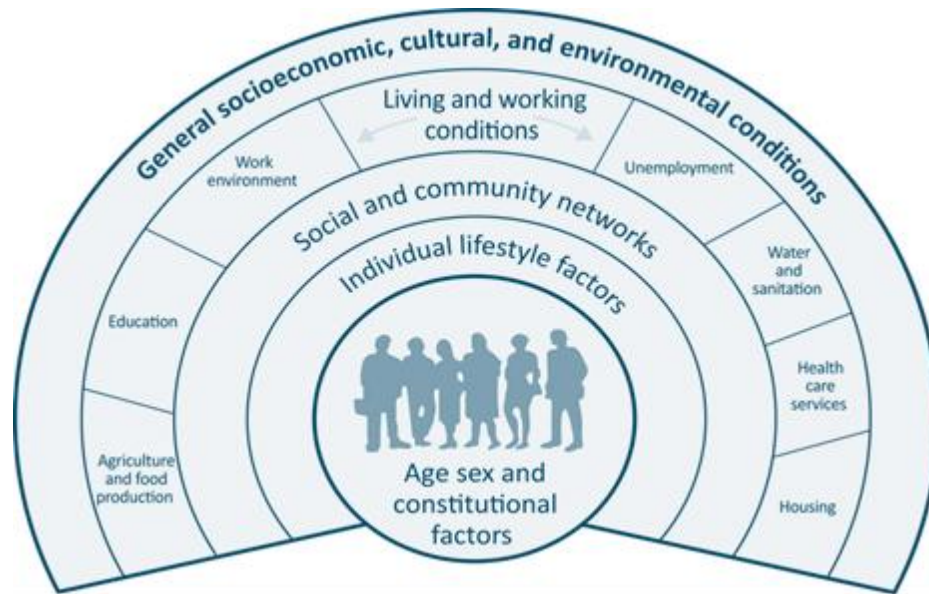 General socioeconomic, cultural, and environmental conditions
Living and working
conditions
Work
environment
Unemployment
Social and community networks
Water
and
sanitation
Individual lifestyle factors
Education
Health
care
services
Agriculture
and food
production
Housing
Age sex and
constitutional
factors